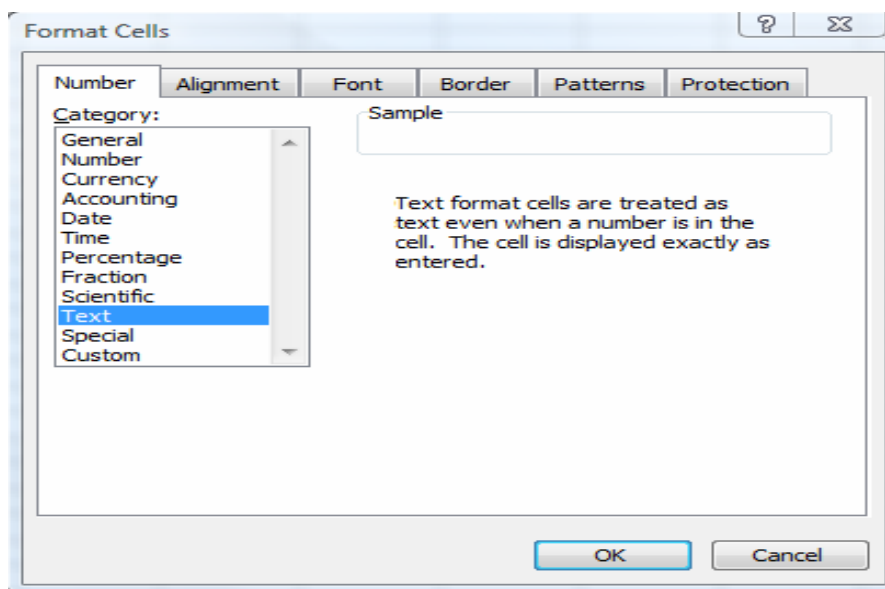 Format Cells
Number Alignment Font Border Patterns Protection
Category:
General
Number
Currency
Accounting
Date
Time
Percentage
Fraction
Scientific
Text
Special
Custom
Sample
Text format cells are treated as
text even when a number is in the
cell. The cell is displayed exactly as
entered.
OK Cancel